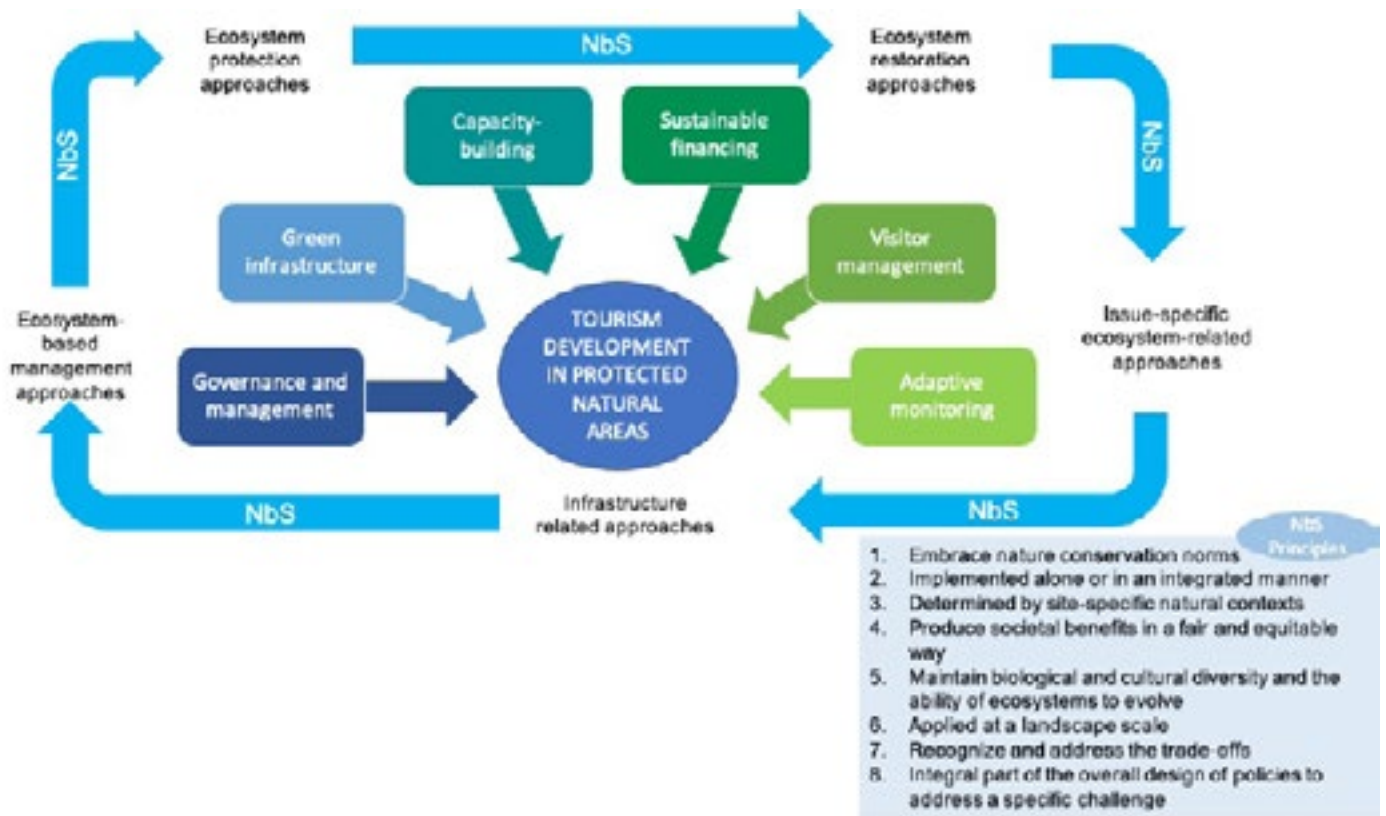 Ecosystem
protection
approaches
NbS
Ecosystem
restoration
approaches
NbS
NbS
Capacity-
building
Sustainable
financing
Green
infrastructure
Visitor
management
Ecosystem-
based
management
approaches
TOURISM
DEVELOPMENT
IN PROTECTED
NATURAL
AREAS
Issue-specific
ecosystem-related
approaches
Governance and
management
Adaptive
monitoring
NbS
Infrastructure
related approaches
NbS
NbS
Principles
1. Embrace nature conservation norms
2. Implemented alone or in an integrated manner
3. Determined by site-specific natural contexts
4. Produce societal benefits in a fair and equitable
way
5. Maintain biological and cultural diversity and the
ability of ecosystems to evolve
6. Applied at a landscape scale
7. Recognize and address the trade-offs
8. Integral part of the overall design of policies to
address a specific challenge